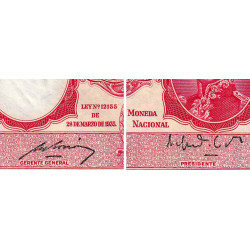 LEY Nº 12155
DE
28 DE MARZO DE 1935.
GERENTE GENERAL
MONEDA
NACIONAL
PRESIDENTE